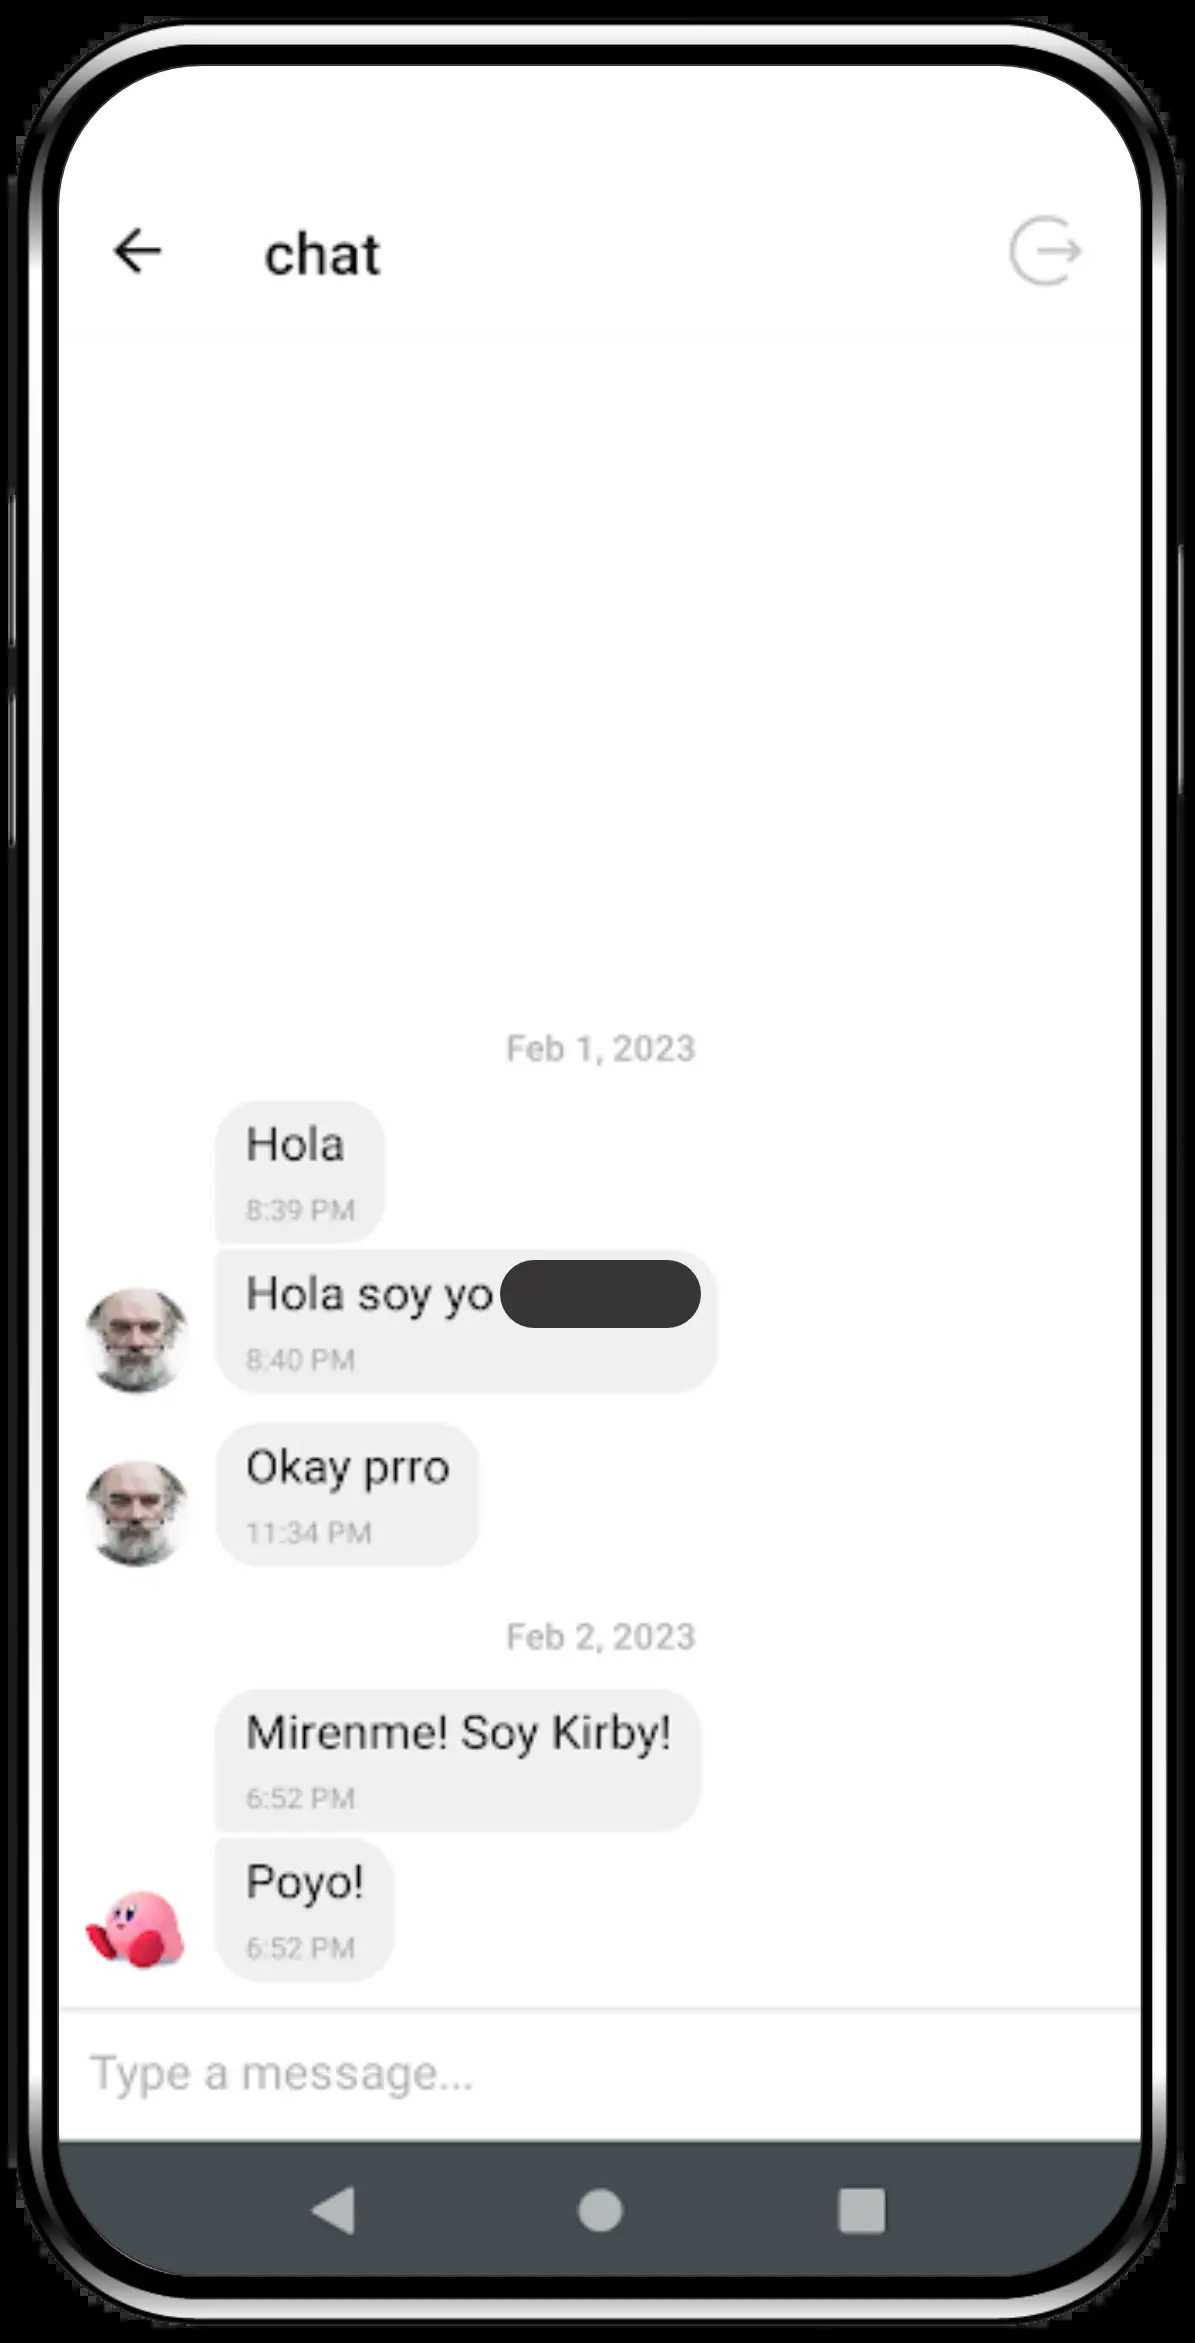 chat
Feb 1, 2023
Hola
8:39 PM
Hola soy yo
8:40 PM
Okay prro
11:34 PM
Feb 2, 2023
Mirenme! Soy Kirby!
6:52 PM
Poyo!
6:52 PM
Type a message...